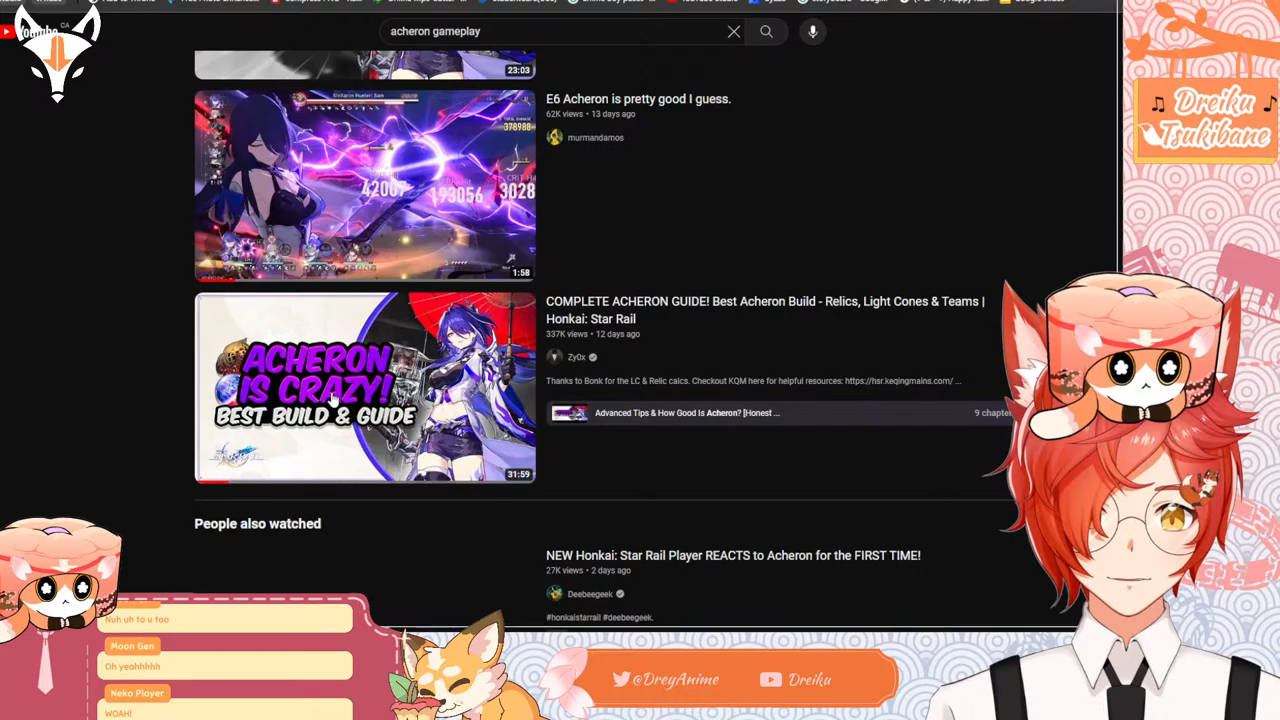 CA
acheron gameplay
23:03
E6 Acheron is pretty good I guess.
62K views • 13 days ago
murmandamos
378988
42007
193056
3028
1:58
COMPLETE ACHERON GUIDE! Best Acheron Build - Relics, Light Cones & Teams |
Honkai: Star Rail
337K views • 12 days ago
Zy0x
Thanks to Bonk for the LC & Relic calcs. Checkout KQM here for helpful resources: https://hsr.keqingmains.com/ ...
Advanced Tips & How Good Is Acheron? [Honest ...
9 chapter
ACHERON
IS CRAZY!
BEST BUILD & GUIDE
31:59
People also watched
NEW Honkai: Star Rail Player REACTS to Acheron for the FIRST TIME!
27K views • 2 days ago
Deebeegeek
#honkaistarrail #deebeegeek.
Dreiku
Tsukibane
Nuh uh to u too
Moon Gen
Oh yeahhhhh
Neko Player
WOAH!
@DreyAnime
Dreiku